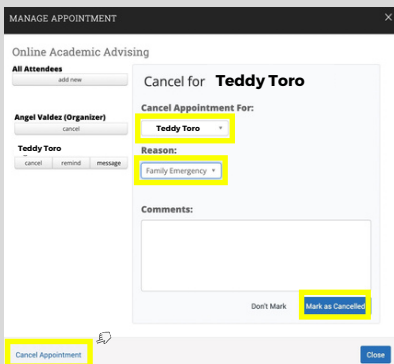 MANAGE APPOINTMENT ×
Online Academic Advising
All Attendees
add new
Angel Valdez (Organizer)
cancel
Teddy Toro
cancel remind message
Cancel for Teddy Toro
Cancel Appointment For:
Teddy Toro
Reason:
Family Emergency
Comments:
Don't Mark Mark as Cancelled
Cancel Appointment Close